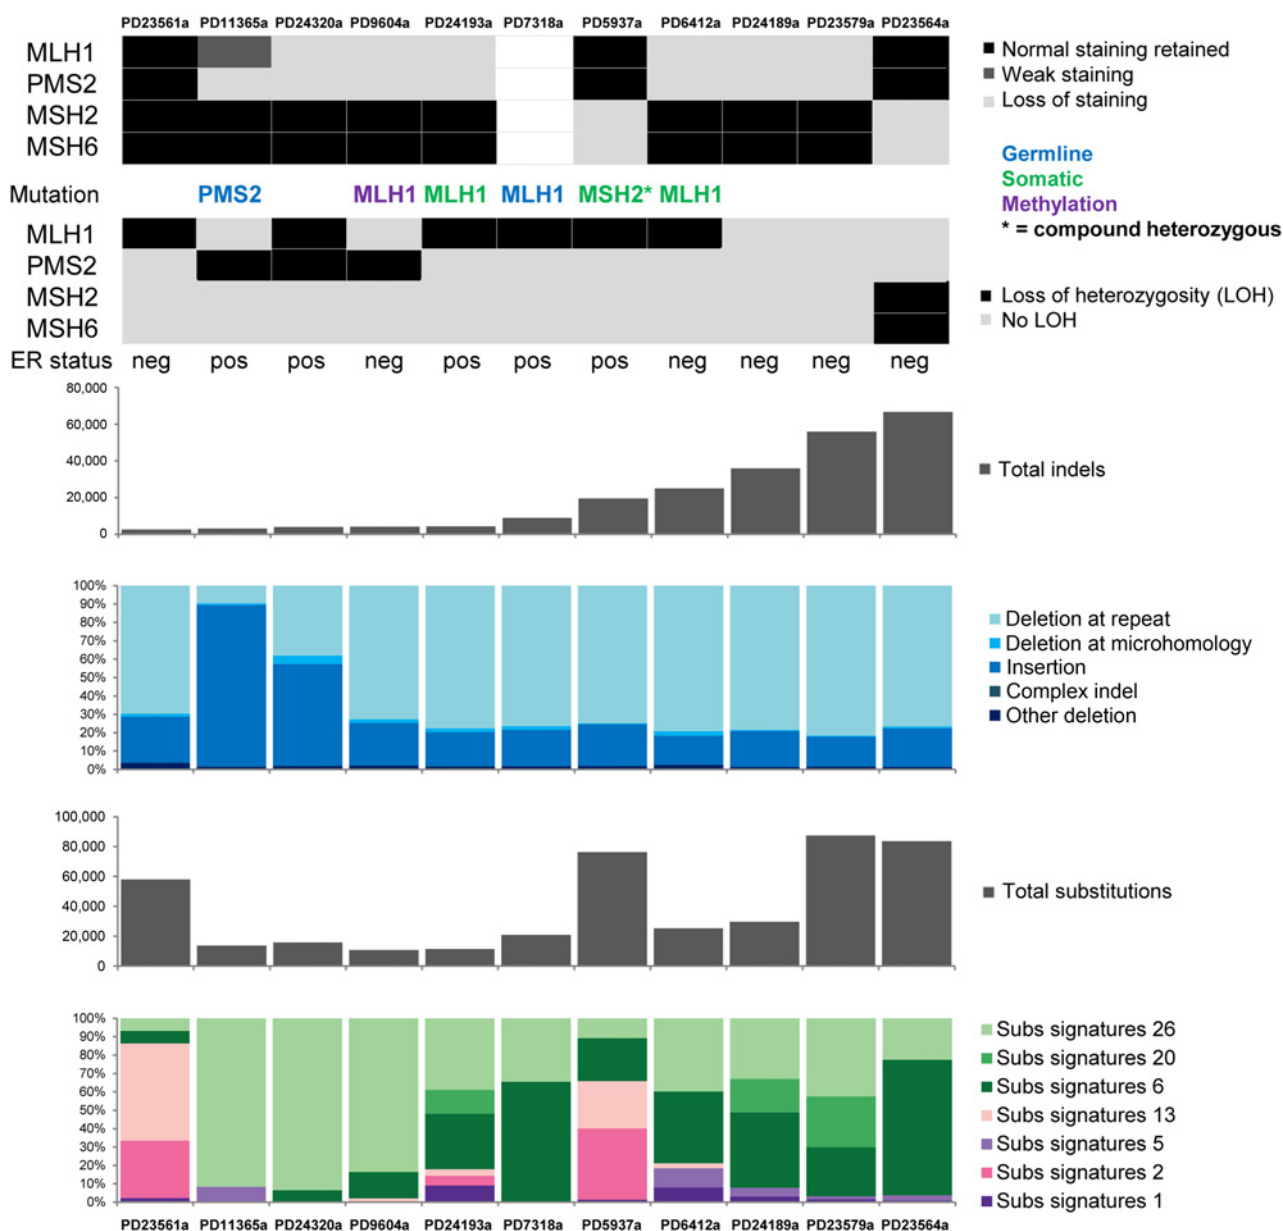 PD23561a PD11365a PD24320a PD9604a PD24193a PD7318a PD5937a PD6412a PD24189a PD23579a PD23564a
MLH1
PMS2
MSH2
MSH6
Normal staining retained
Weak staining
Loss of staining
Germline
Somatic
Methylation
* = compound heterozygous
Mutation PMS2 MLH1 MLH1 MLH1 MSH2* MLH1
MLH1
PMS2
MSH2
MSH6
Loss of heterozygosity (LOH)
No LOH
ER status neg pos pos neg pos pos pos neg neg neg neg
80,000
60,000
40,000
20,000
0
Total indels
100%
90%
80%
70%
60%
50%
40%
30%
20%
10%
0%
Deletion at repeat
Deletion at microhomology
Insertion
Complex indel
Other deletion
100,000
80,000
60,000
40,000
20,000
0
Total substitutions
100%
90%
80%
70%
60%
50%
40%
30%
20%
10%
0%
Subs signatures 26
Subs signatures 20
Subs signatures 6
Subs signatures 13
Subs signatures 5
Subs signatures 2
Subs signatures 1
PD23561a PD11365a PD24320a PD9604a PD24193a PD7318a PD5937a PD6412a PD24189a PD23579a PD23564a